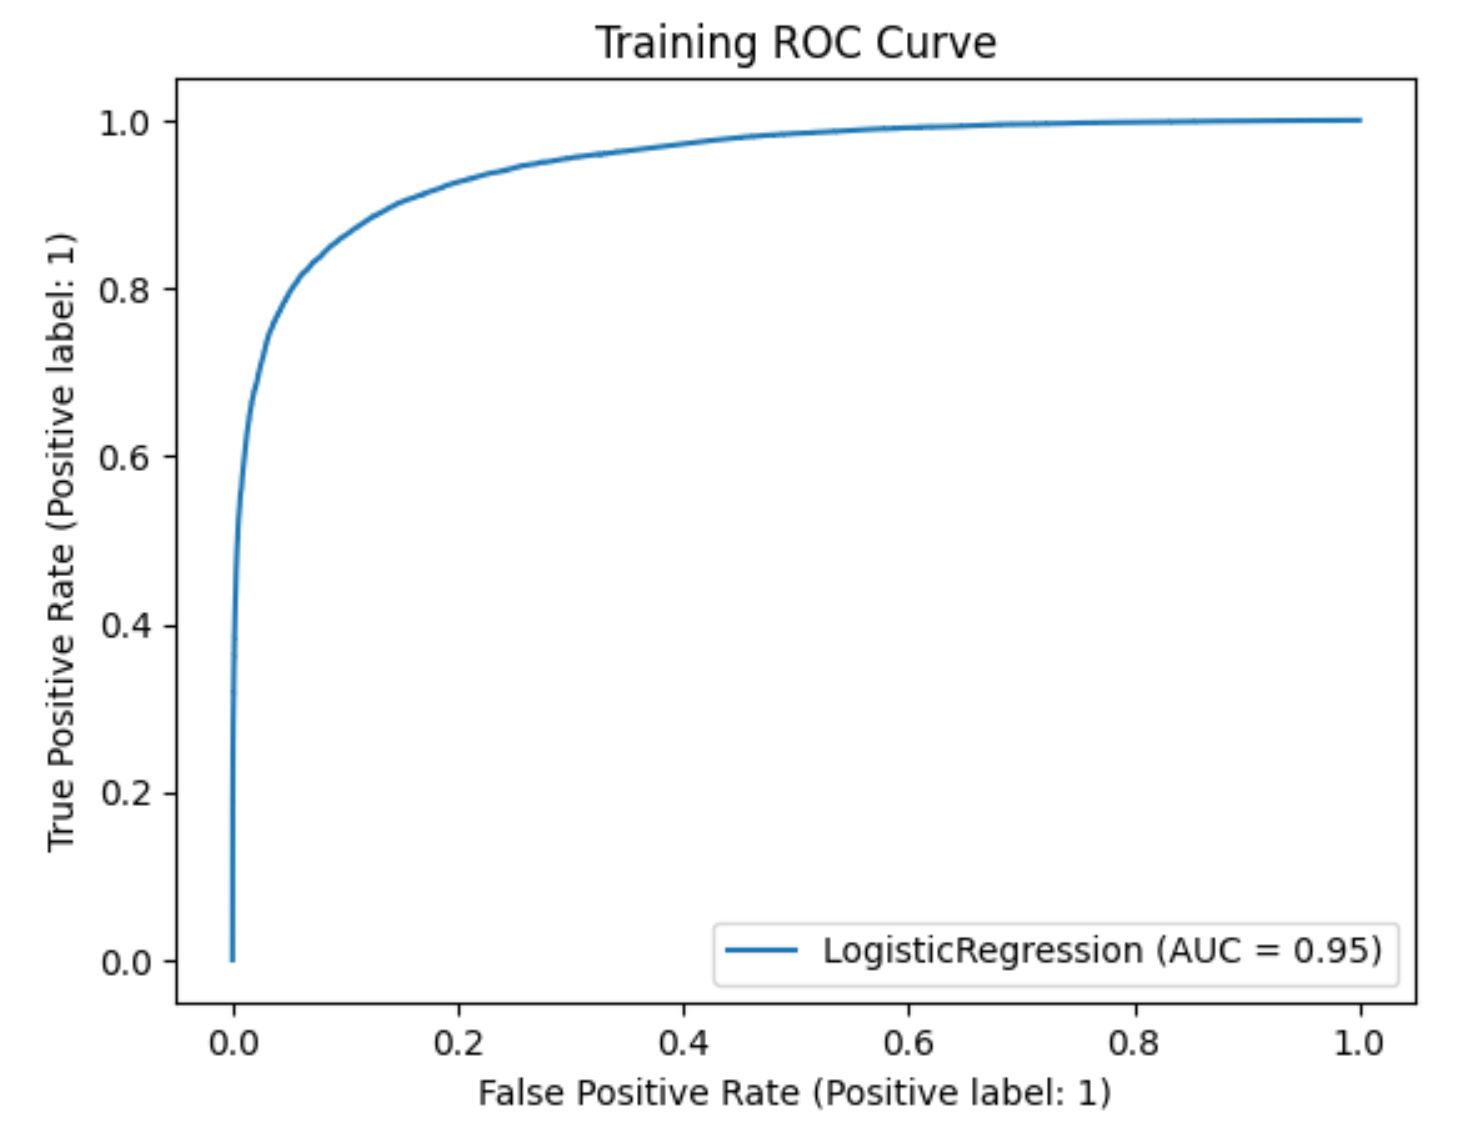 Training ROC Curve
True Positive Rate (Positive label: 1)
1.0
0.8
0.6
0.4
0.2
0.0
LogisticRegression (AUC = 0.95)
0.0 0.2 0.4 0.6 0.8 1.0
False Positive Rate (Positive label: 1)